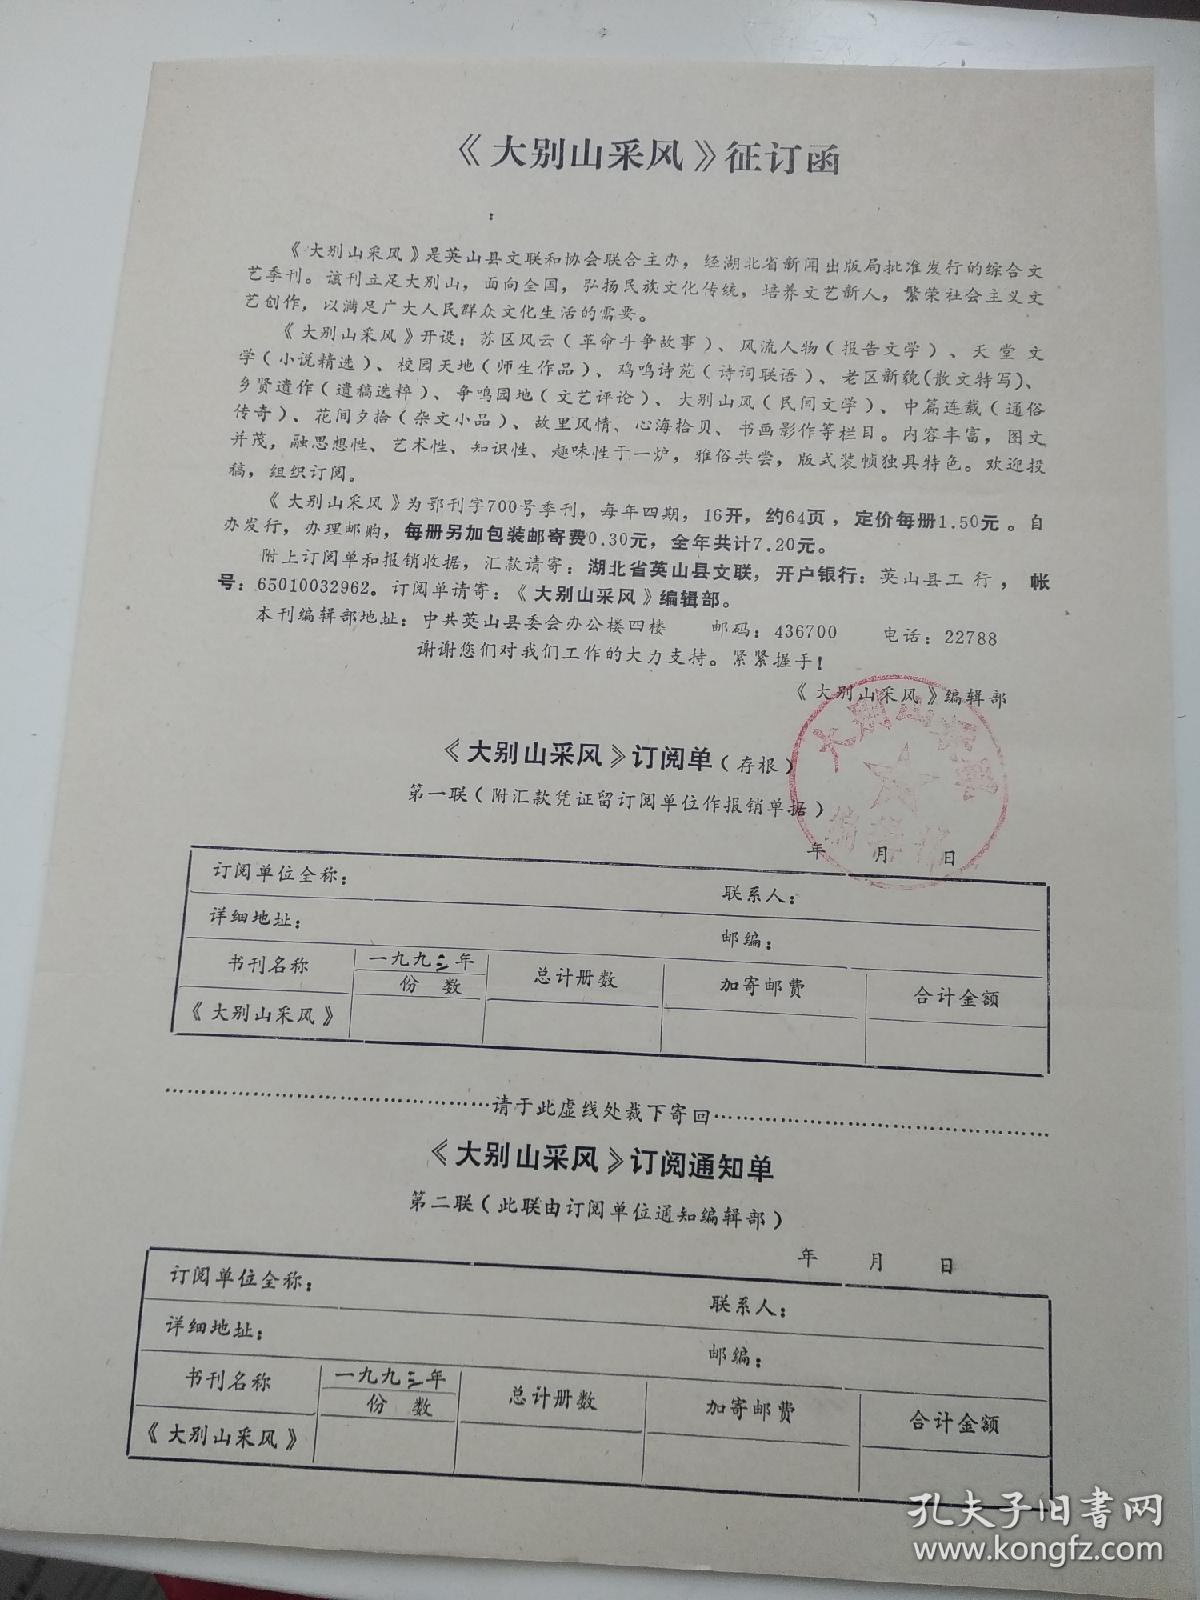 《大别山采风》征订函
：
《大别山采风》是英山县文联和协会联合主办，经湖北省新闻出版局批准发行的综合文
艺季刊。该刊立足大别山，面向全国，弘扬民族文化传统，培养文艺新人，繁荣社会主义文
艺创作，以满足广大人民群众文化生活的需要。
《大别山采风》开设：苏区风云（革命斗争故事）、风流人物（报告文学）、天堂文
学（小说精选）、校园天地（师生作品）、鸡鸣诗苑（诗词联语）、老区新貌（散文特写）、
乡贤遗作（遗稿选粹）、争鸣园地（文艺评论）、大别山风（民间文学）、中篇连载（通俗
传奇）、花间夕拾（杂文小品）、故里风情、心海拾贝、书画影作等栏目。内容丰富，图文
并茂，融思想性、艺术性、知识性、趣味性于一炉，雅俗共尝，版式装帧独具特色。欢迎投
稿，组织订阅。
《大别山采风》为鄂刊字700号季刊，每年四期，16开，约64页，定价每册1.50元。自
办发行，办理邮购，每册另加包装邮寄费0.30元，全年共计7.20元。
附上订阅单和报销收据，汇款请寄：湖北省英山县文联，开户银行：英山县工行，帐
号：65010032962。订阅单请寄：《大别山采风》编辑部。
本刊编辑部地址：中共英山县委会办公楼四楼 邮码：436700 电话：22788
谢谢您们对我们工作的大力支持。紧紧握手！
《大别山采风》编辑部
大别山采风
编辑部
《大别山采风》订阅单（存根）
第一联（附汇款凭证留订阅单位作报销单据）
年 月 日
订阅单位全称： 联系人：
详细地址： 邮编：
书刊名称 一九九三年份数 总计册数 加寄邮费 合计金额
《大别山采风》
请于此虚线处裁下寄回
《大别山采风》订阅通知单
第二联（此联由订阅单位通知编辑部）
年 月 日
订阅单位全称： 联系人：
详细地址： 邮编：
书刊名称 一九九三年份数 总计册数 加寄邮费 合计金额
《大别山采风》
孔夫子旧书网
www.kongfz.com